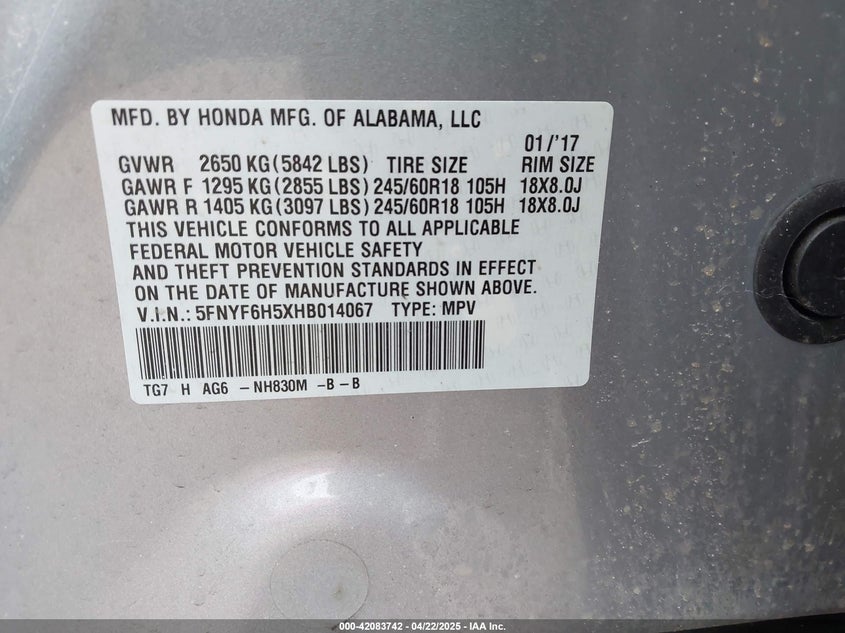 MFD. BY HONDA MFG. OF ALABAMA, LLC
01/'17
GVWR 2650 KG(5842 LBS) TIRE SIZE RIM SIZE
GAWR F 1295 KG(2855 LBS) 245/60R18 105H 18X8.0J
GAWR R 1405 KG(3097 LBS) 245/60R18 105H 18X8.0J
THIS VEHICLE CONFORMS TO ALL APPLICABLE
FEDERAL MOTOR VEHICLE SAFETY
AND THEFT PREVENTION STANDARDS IN EFFECT
ON THE DATE OF MANUFACTURE SHOWN ABOVE.
V.I.N.: 5FNYF6H5XHB014067 TYPE: MPV
TG7 H AG6 -NH830M -B-B
000-42083742 - 04/22/2025 - IAA Inc.